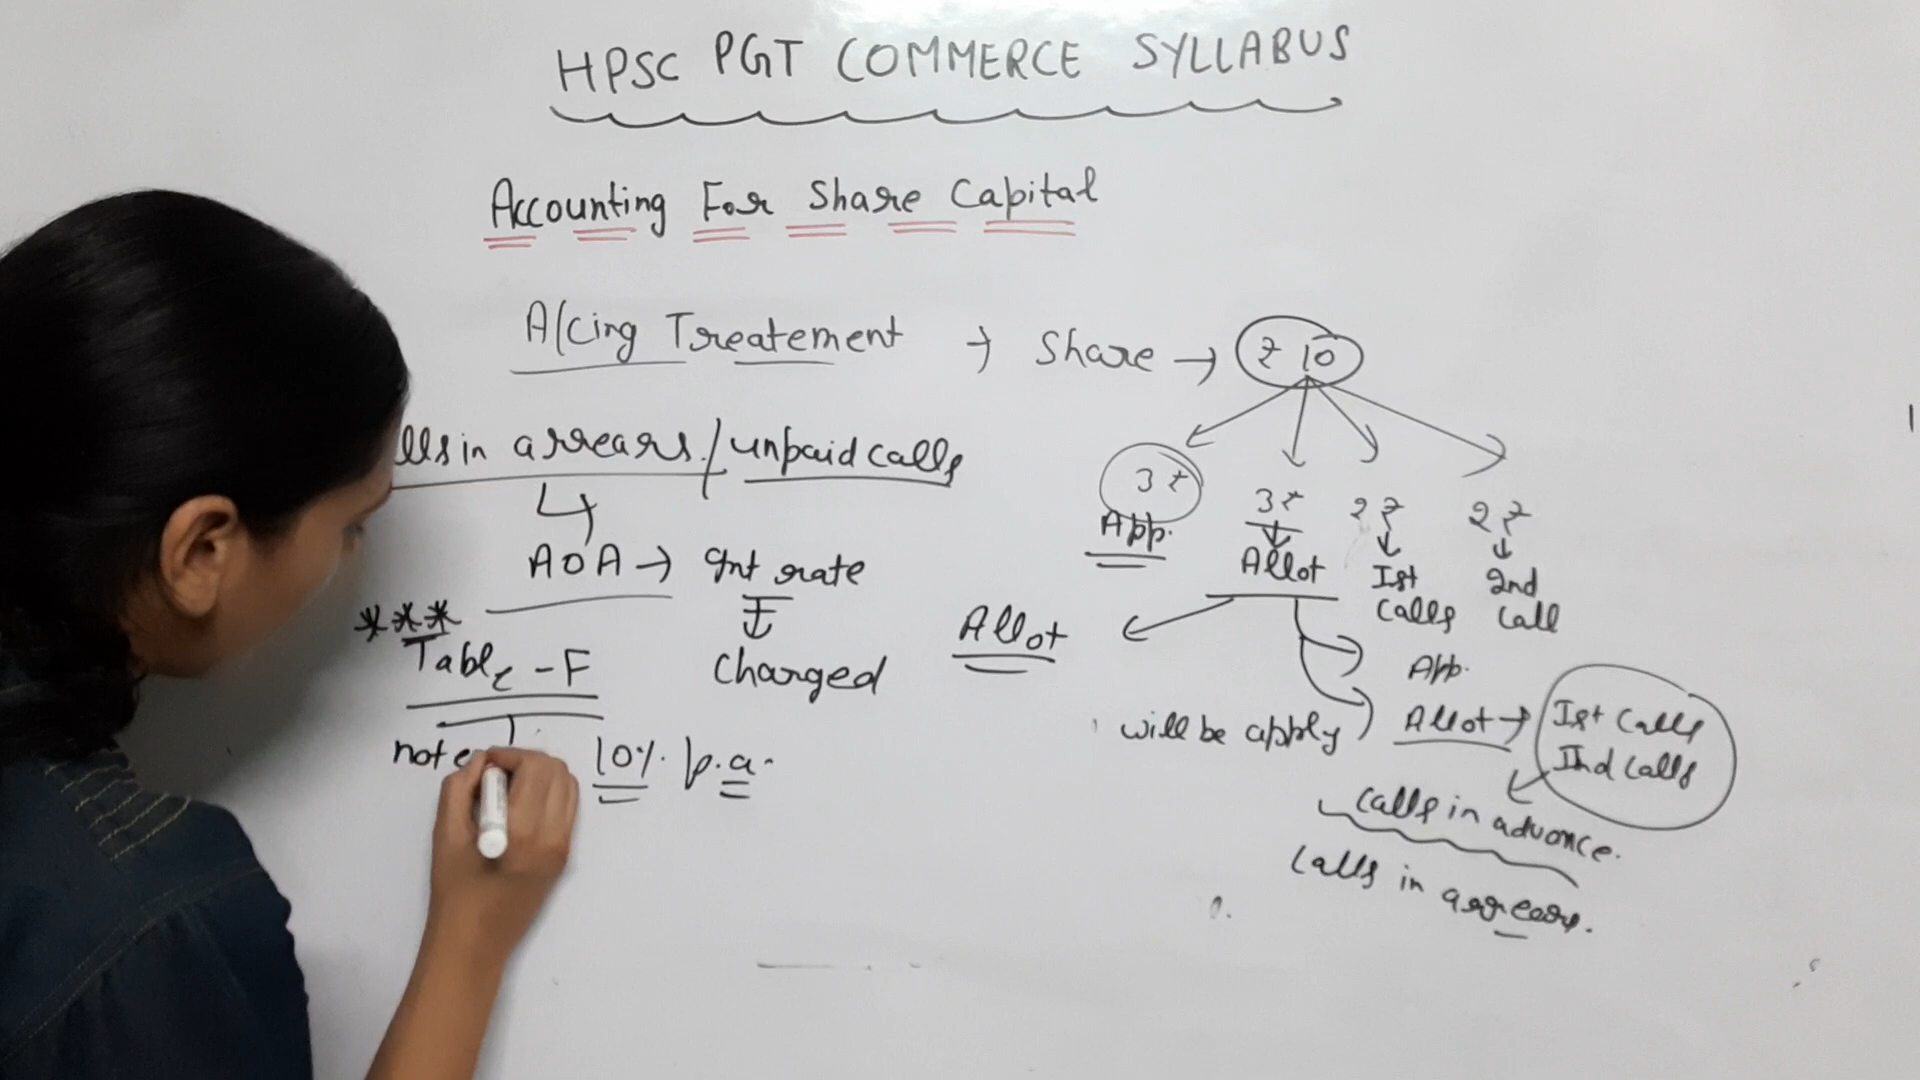 HPSC PGT COMMERCE SYLLABUS
Accounting For Share Capital
A/cing Treatement → Share → ₹ 10
lls in arrears / unpaid calls
3 ₹ 3 ₹ 2 ₹ 2 ₹
App. Allot Ist Calls 2nd Call
AOA → Int rate
charged
***
Table - F
note 10% p.a.
Allot
App.
will be apply Allot → Ist Calls
IInd Calls
Calls in advance.
Calls in arrears.